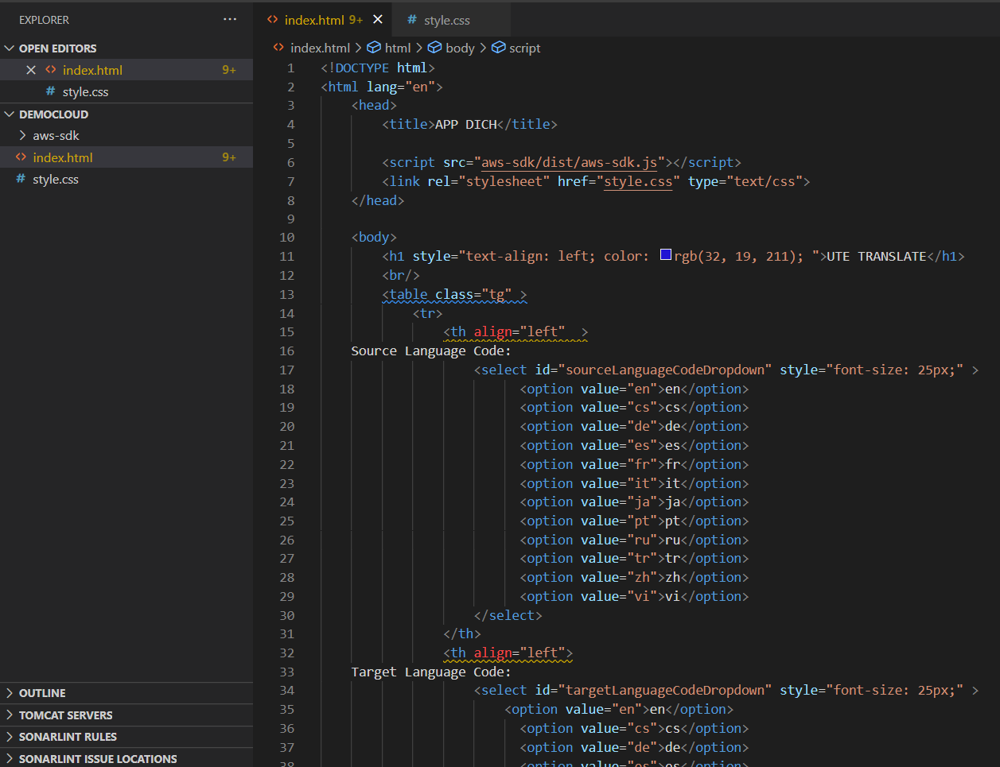 EXPLORER ···
OPEN EDITORS
index.html 9+
style.css
DEMOCLOUD
aws-sdk
index.html 9+
style.css
OUTLINE
TOMCAT SERVERS
SONARLINT RULES
SONARLINT ISSUE LOCATIONS
index.html 9+ style.css
index.html > html > body > script
1 <!DOCTYPE html>
2 <html lang="en">
3 <head>
4 <title>APP DICH</title>
5
6 <script src="aws-sdk/dist/aws-sdk.js"></script>
7 <link rel="stylesheet" href="style.css" type="text/css">
8 </head>
9
10 <body>
11 <h1 style="text-align: left; color: rgb(32, 19, 211); ">UTE TRANSLATE</h1>
12 <br/>
13 <table class="tg" >
14 <tr>
15 <th align="left"  >
16 Source Language Code:
17 <select id="sourceLanguageCodeDropdown" style="font-size: 25px;" >
18 <option value="en">en</option>
19 <option value="cs">cs</option>
20 <option value="de">de</option>
21 <option value="es">es</option>
22 <option value="fr">fr</option>
23 <option value="it">it</option>
24 <option value="ja">ja</option>
25 <option value="pt">pt</option>
26 <option value="ru">ru</option>
27 <option value="tr">tr</option>
28 <option value="zh">zh</option>
29 <option value="vi">vi</option>
30 </select>
31 </th>
32 <th align="left">
33 Target Language Code:
34 <select id="targetLanguageCodeDropdown" style="font-size: 25px;" >
35 <option value="en">en</option>
36 <option value="cs">cs</option>
37 <option value="de">de</option>
38 <option value="es">es</option>